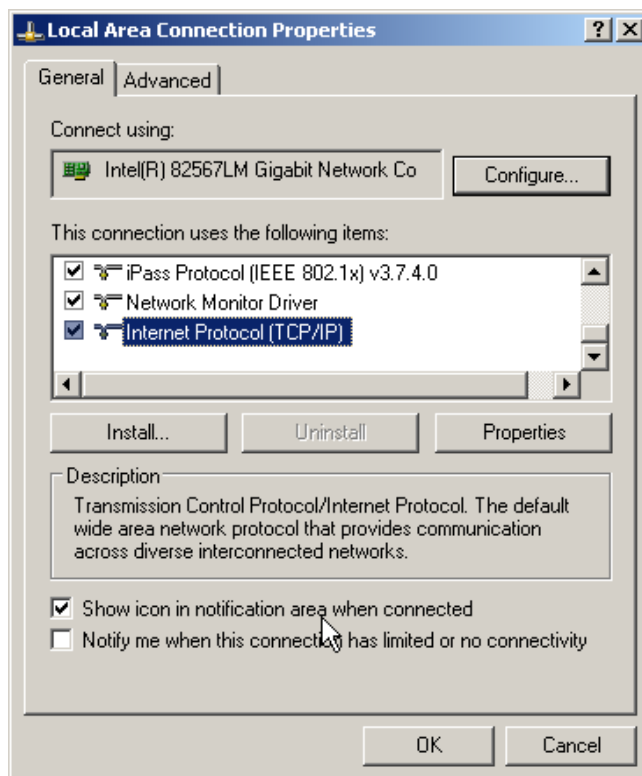 Local Area Connection Properties
General
Advanced
Connect using:
Intel(R) 82567LM Gigabit Network Co
Configure...
This connection uses the following items:
iPass Protocol (IEEE 802.1x) v3.7.4.0
Network Monitor Driver
Internet Protocol (TCP/IP)
Install...
Uninstall
Properties
Description
Transmission Control Protocol/Internet Protocol. The default
wide area network protocol that provides communication
across diverse interconnected networks.
Show icon in notification area when connected
Notify me when this connection has limited or no connectivity
OK
Cancel